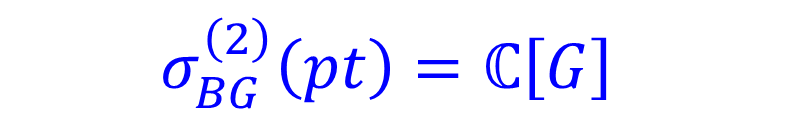 σ_{BG}^{(2)}(pt) = ℂ[G]